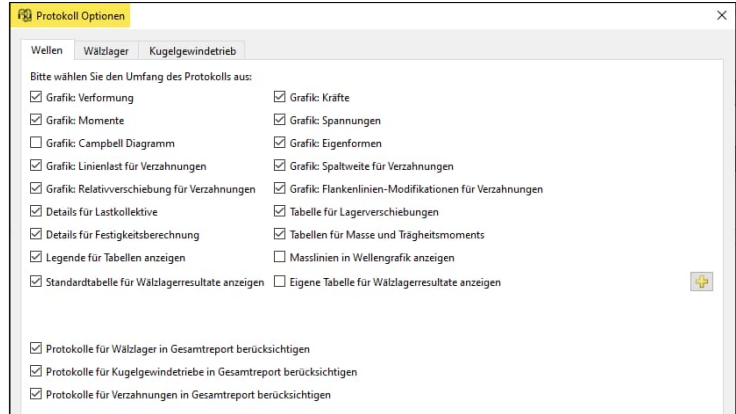 Protokoll Optionen
Wellen Wälzlager Kugelgewindetrieb
Bitte wählen Sie den Umfang des Protokolls aus:
Grafik: Verformung Grafik: Kräfte
Grafik: Momente Grafik: Spannungen
Grafik: Campbell Diagramm Grafik: Eigenformen
Grafik: Linienlast für Verzahnungen Grafik: Spaltweite für Verzahnungen
Grafik: Relativverschiebung für Verzahnungen Grafik: Flankenlinien-Modifikationen für Verzahnungen
Details für Lastkollektive Tabelle für Lagerverschiebungen
Details für Festigkeitsberechnung Tabellen für Masse und Trägheitsmoments
Legende für Tabellen anzeigen Masslinien in Wellengrafik anzeigen
Standardtabelle für Wälzlagerresultate anzeigen Eigene Tabelle für Wälzlagerresultate anzeigen
Protokolle für Wälzlager in Gesamtreport berücksichtigen
Protokolle für Kugelgewindetriebe in Gesamtreport berücksichtigen
Protokolle für Verzahnungen in Gesamtreport berücksichtigen